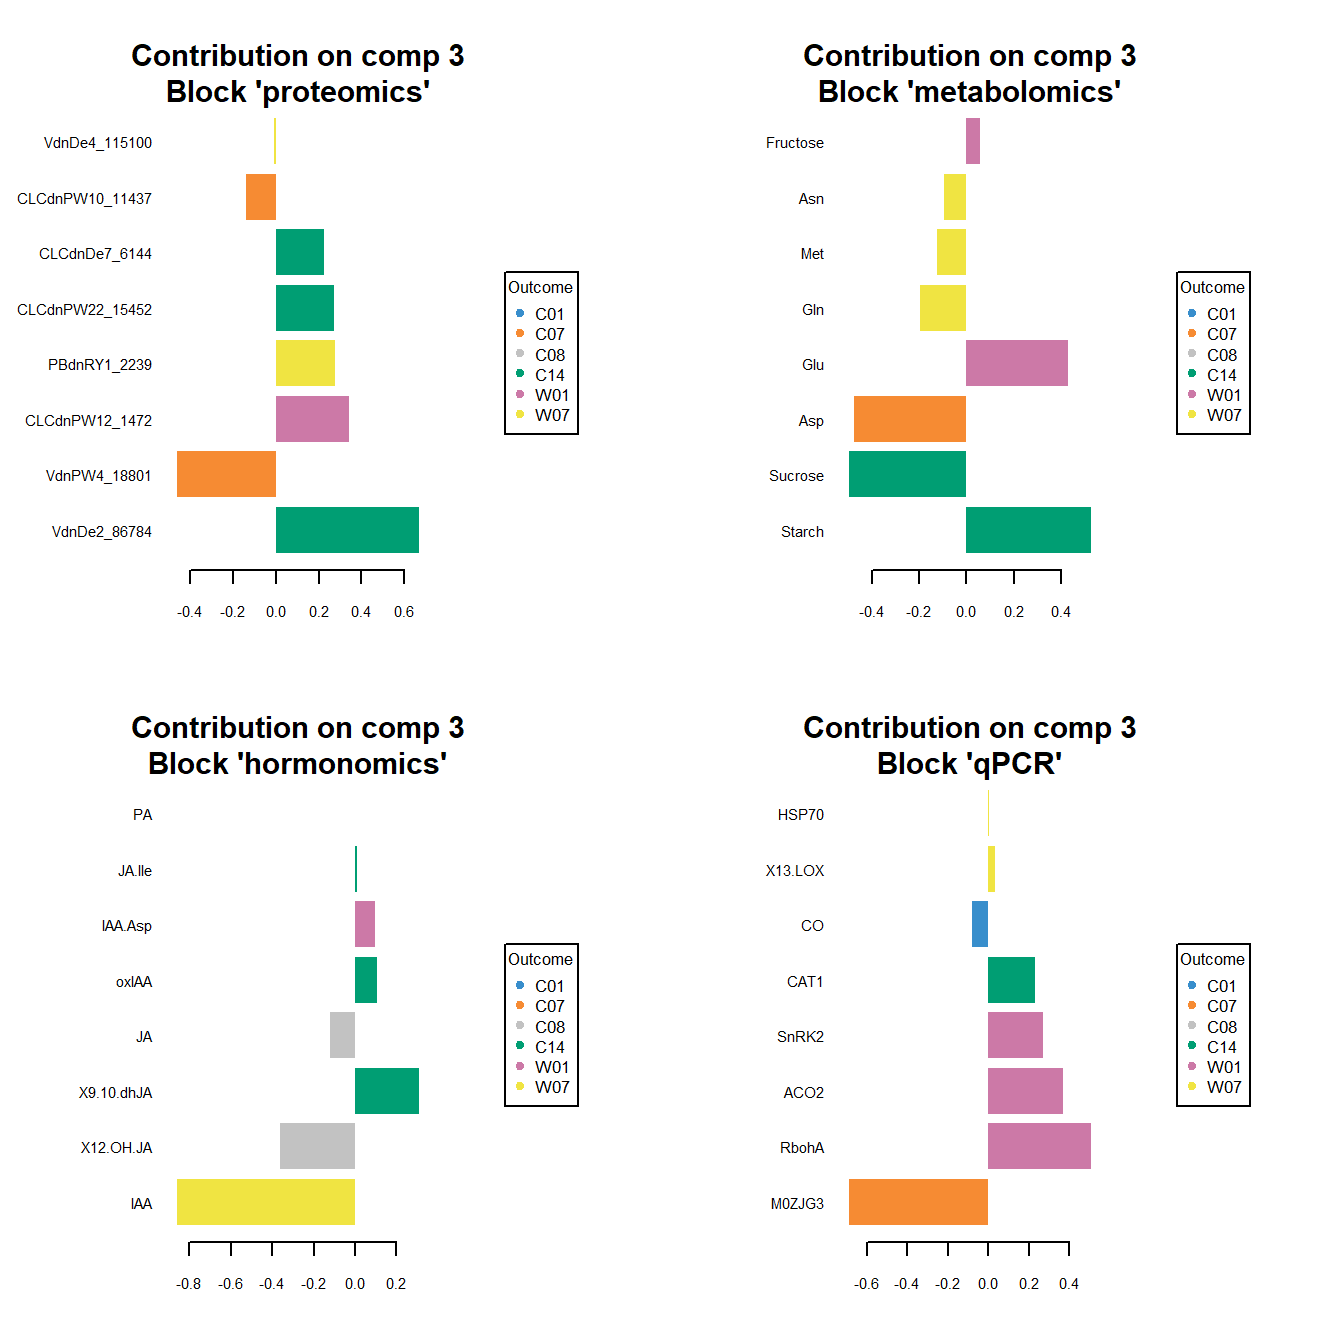 Contribution on comp 3
Block 'proteomics'
VdnDe4_115100
CLCdnPW10_11437
CLCdnDe7_6144
CLCdnPW22_15452
PBdnRY1_2239
CLCdnPW12_1472
VdnPW4_18801
VdnDe2_86784
-0.4 -0.2 0.0 0.2 0.4 0.6
Outcome
C01
C07
C08
C14
W01
W07
Contribution on comp 3
Block 'metabolomics'
Fructose
Asn
Met
Gln
Glu
Asp
Sucrose
Starch
-0.4 -0.2 0.0 0.2 0.4
Outcome
C01
C07
C08
C14
W01
W07
Contribution on comp 3
Block 'hormonomics'
PA
JA.Ile
IAA.Asp
oxIAA
JA
X9.10.dhJA
X12.OH.JA
IAA
-0.8 -0.6 -0.4 -0.2 0.0 0.2
Outcome
C01
C07
C08
C14
W01
W07
Contribution on comp 3
Block 'qPCR'
HSP70
X13.LOX
CO
CAT1
SnRK2
ACO2
RbohA
M0ZJG3
-0.6 -0.4 -0.2 0.0 0.2 0.4
Outcome
C01
C07
C08
C14
W01
W07